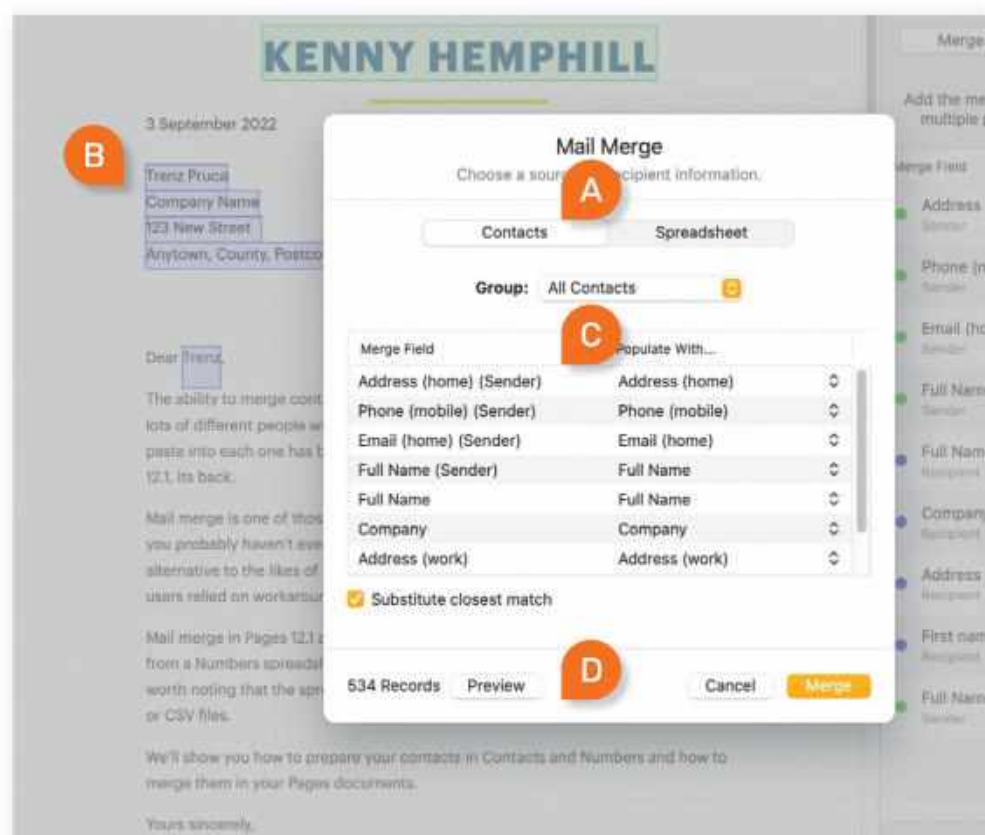 KENNY HEMPHILL
3 September 2022
B
Trenz Pruca
Company Name
123 New Street
Anytown, County, Postco
Dear Trenz,
The ability to merge cont
lots of different people w
paste into each one has b
12.1, its back.
Mail merge is one of thos
you probably haven't eve
alternative to the likes of
users relied on workaroun
Mail merge in Pages 12.1 a
from a Numbers spreadsh
worth noting that the spr
or CSV files.
We'll show you how to prepare your contacts in Contacts and Numbers and how to
merge them in your Pages documents.
Yours sincerely,
Mail Merge
Choose a sour ecipient information.
A
Contacts Spreadsheet
Group: All Contacts
C
Merge Field Populate With...
Address (home) (Sender) Address (home)
Phone (mobile) (Sender) Phone (mobile)
Email (home) (Sender) Email (home)
Full Name (Sender) Full Name
Full Name Full Name
Company Company
Address (work) Address (work)
Substitute closest match
D
534 Records Preview Cancel Merge
Merge
Add the me
multiple p
Merge Field
Address
Sender
Phone (m
Sender
Email (ho
Sender
Full Nam
Sender
Full Nam
Recipient
Company
Recipient
Address
Recipient
First nam
Recipient
Full Nam
Sender